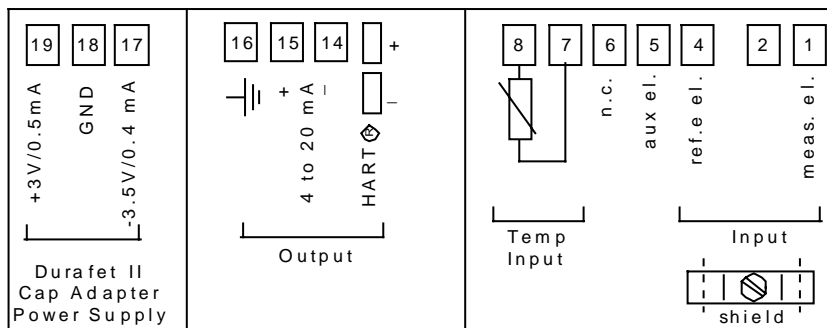 19 18 17
+3V/0.5mA
GND
-3.5V/0.4 mA
Durafet II
Cap Adapter
Power Supply
16 15 14 +
–
+
4 to 20 mA
–
HART®
Output
8 7 6 5 4 2 1
n.c.
aux el.
ref.e el.
meas. el.
Temp
Input
Input
shield